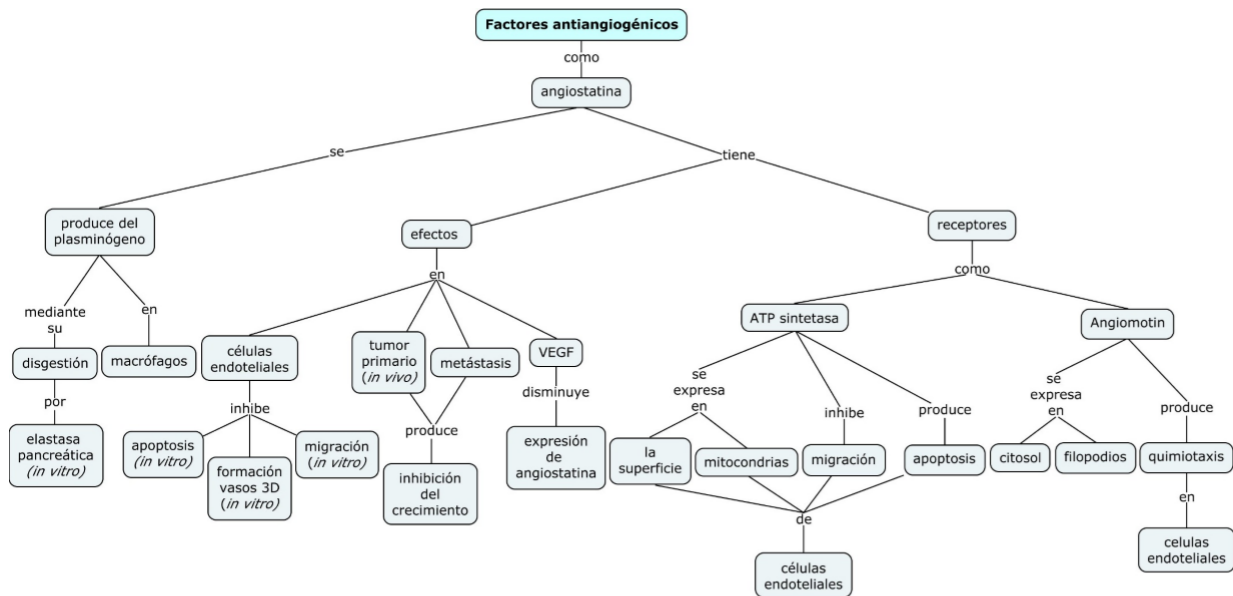 Factores antiangiogénicos
como
angiostatina
se
tiene
produce del
plasminógeno
efectos
receptores
mediante
su
en
en
como
disgestión
macrófagos
células
endoteliales
tumor
primario
(in vivo)
metástasis
VEGF
ATP sintetasa
Angiomotin
por
inhibe
produce
disminuye
se
expresa
en
inhibe
produce
se
expresa
en
produce
elastasa
pancreática
(in vitro)
apoptosis
(in vitro)
formación
vasos 3D
(in vitro)
migración
(in vitro)
inhibición
del
crecimiento
expresión
de
angiostatina
la
superficie
mitocondrias
migración
apoptosis
citosol
filopodios
quimiotaxis
de
en
células
endoteliales
celulas
endoteliales